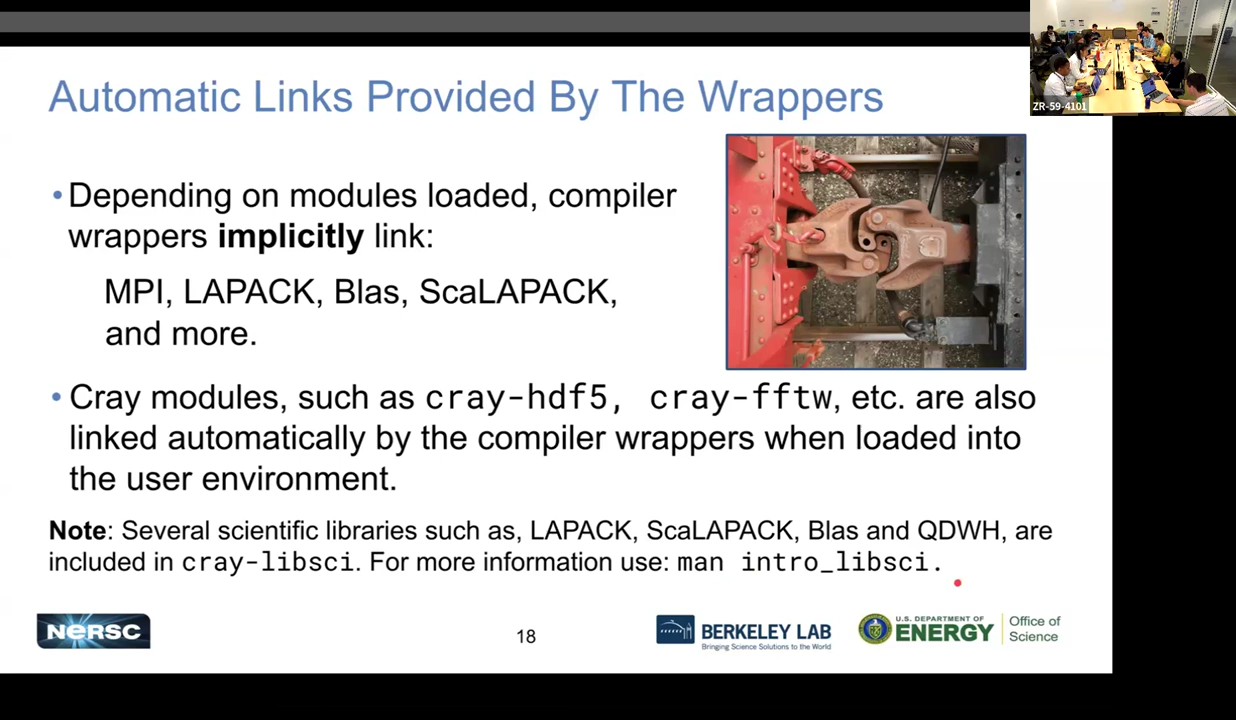 Automatic Links Provided By The Wrappers
ZR-59-4101
• Depending on modules loaded, compiler
wrappers implicitly link:
MPI, LAPACK, Blas, ScaLAPACK,
and more.
• Cray modules, such as cray-hdf5, cray-fftw, etc. are also
linked automatically by the compiler wrappers when loaded into
the user environment.
Note: Several scientific libraries such as, LAPACK, ScaLAPACK, Blas and QDWH, are
included in cray-libsci. For more information use: man intro_libsci.
NERSC
18
BERKELEY LAB
Bringing Science Solutions to the World
U.S. DEPARTMENT OF
ENERGY
Office of
Science